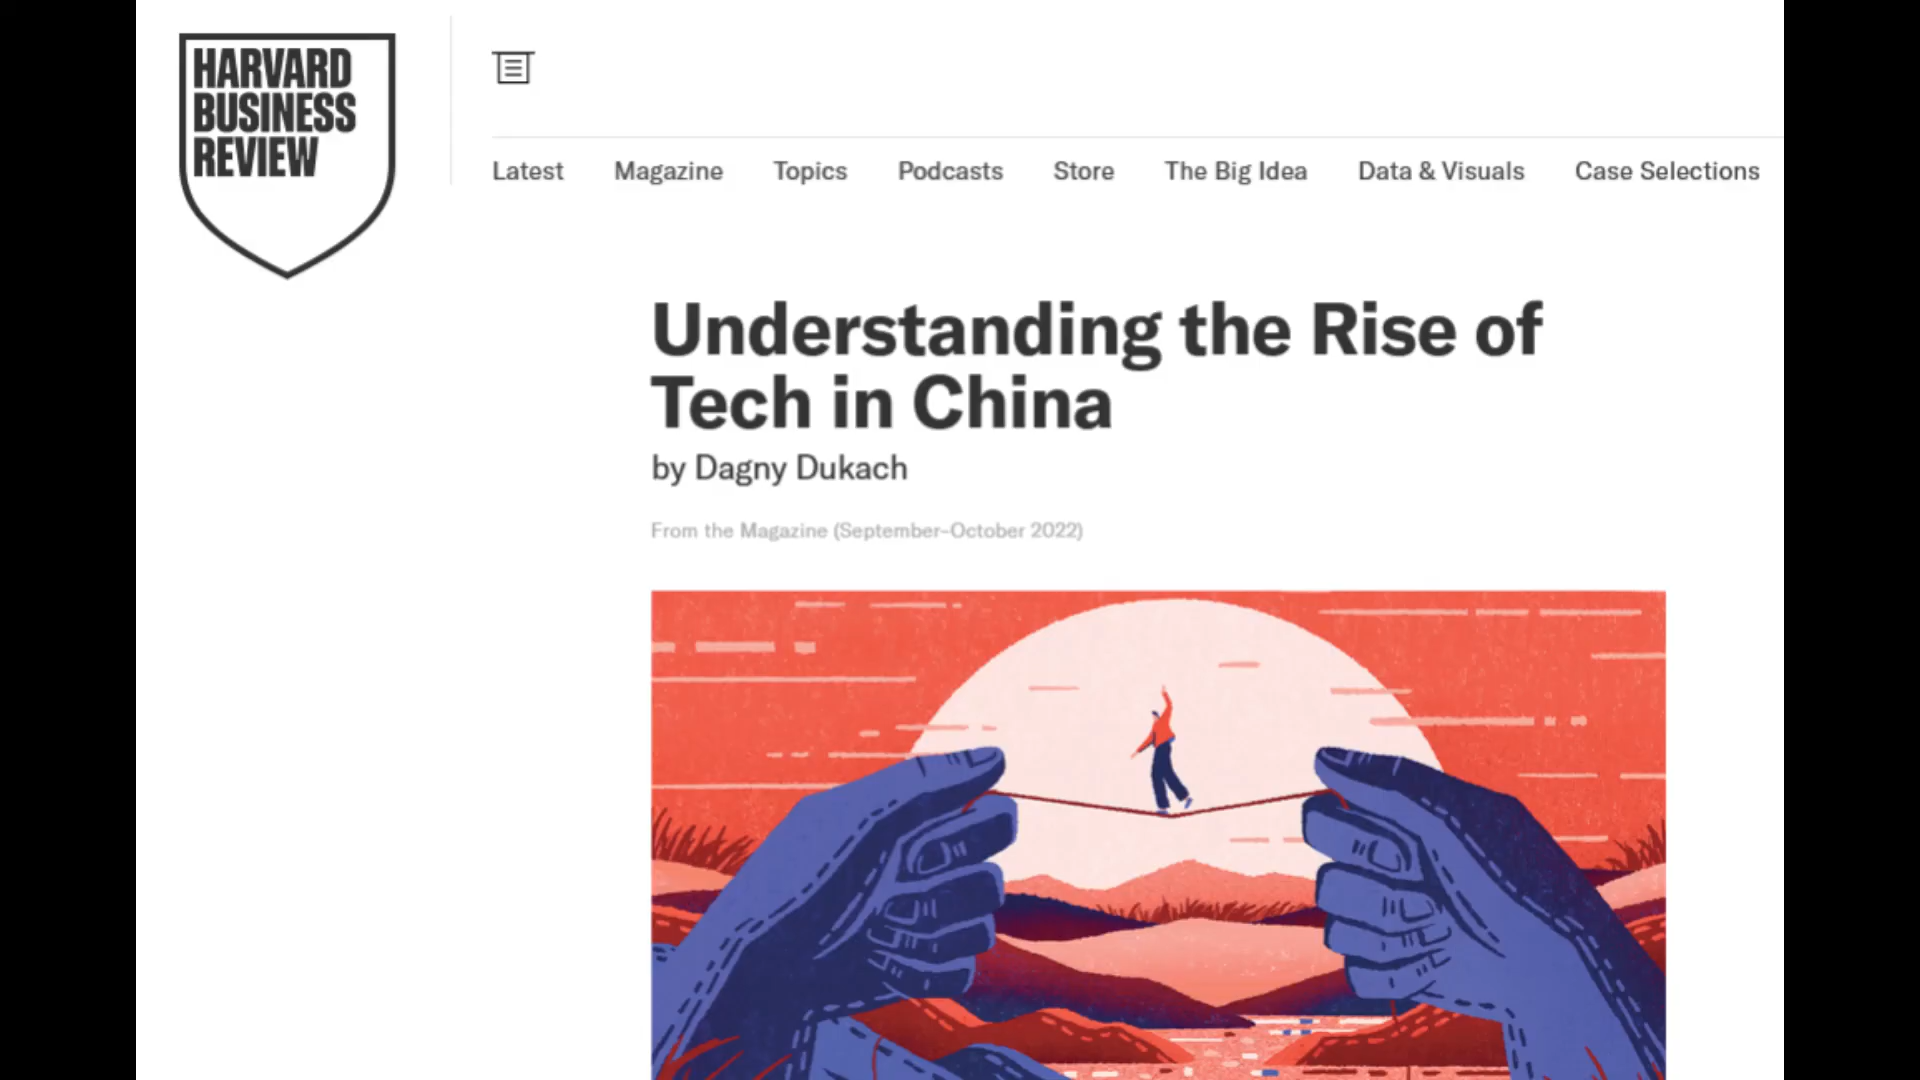 HARVARD
BUSINESS
REVIEW
Latest Magazine Topics Podcasts Store The Big Idea Data & Visuals Case Selections
Understanding the Rise of
Tech in China
by Dagny Dukach
From the Magazine (September–October 2022)